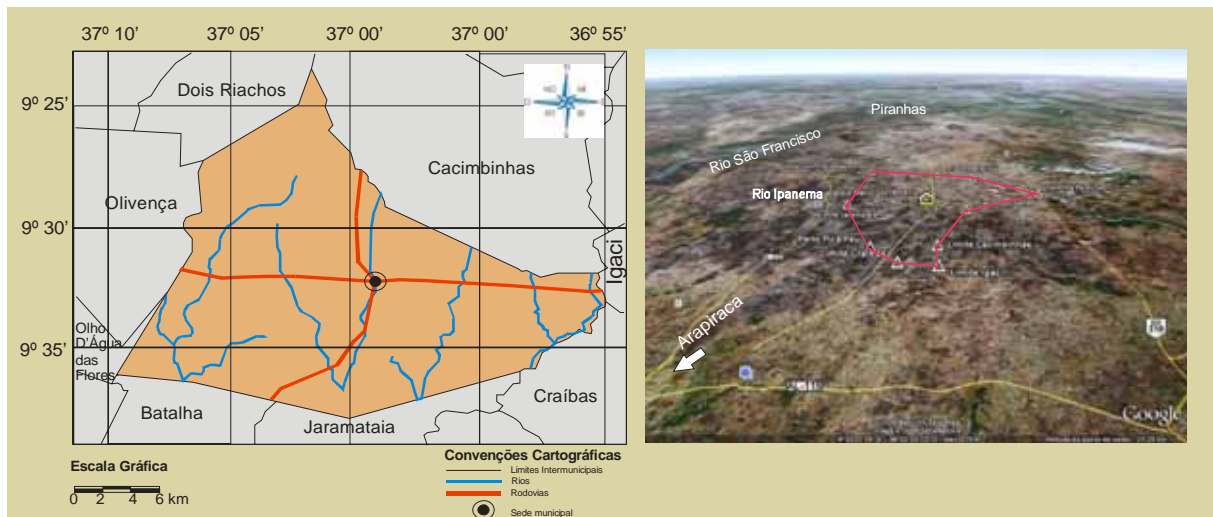 37º 10’ 37º 05’ 37º 00’ 37º 00’ 36º 55’
9º 25’
9º 30’
9º 35’
Dois Riachos
Cacimbinhas
Olivença
Igaci
Olho
D’Água
das
Flores
Batalha
Jaramataia
Craíbas
Escala Gráfica
0 2 4 6 km
Convenções Cartográficas
Limites Intermunicipais
Rios
Rodovias
Sede municipal
Piranhas
Rio São Francisco
Rio Ipanema
Arapiraca
Google